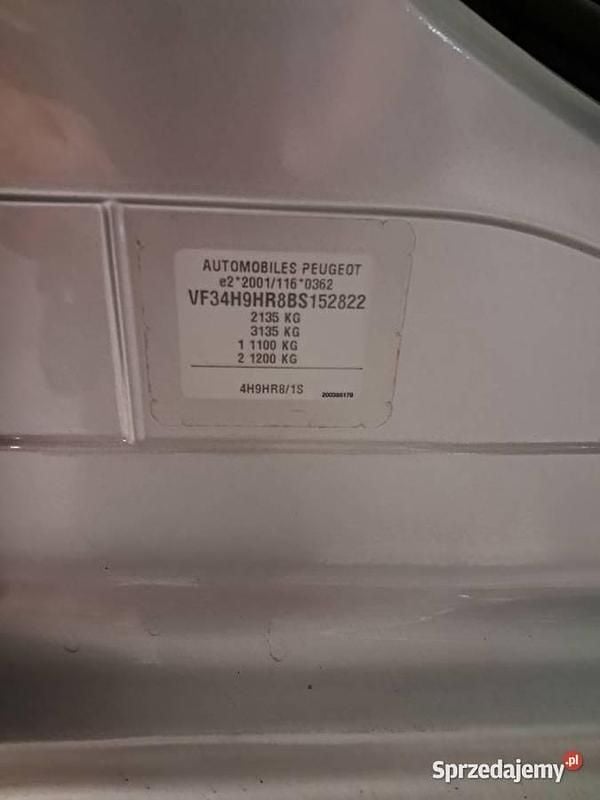 AUTOMOBILES PEUGEOT
e2*2001/116*0362
VF34H9HR8BS152822
2135 KG
3135 KG
1 1100 KG
2 1200 KG
4H9HR8/1S
Sprzedajemy.pl